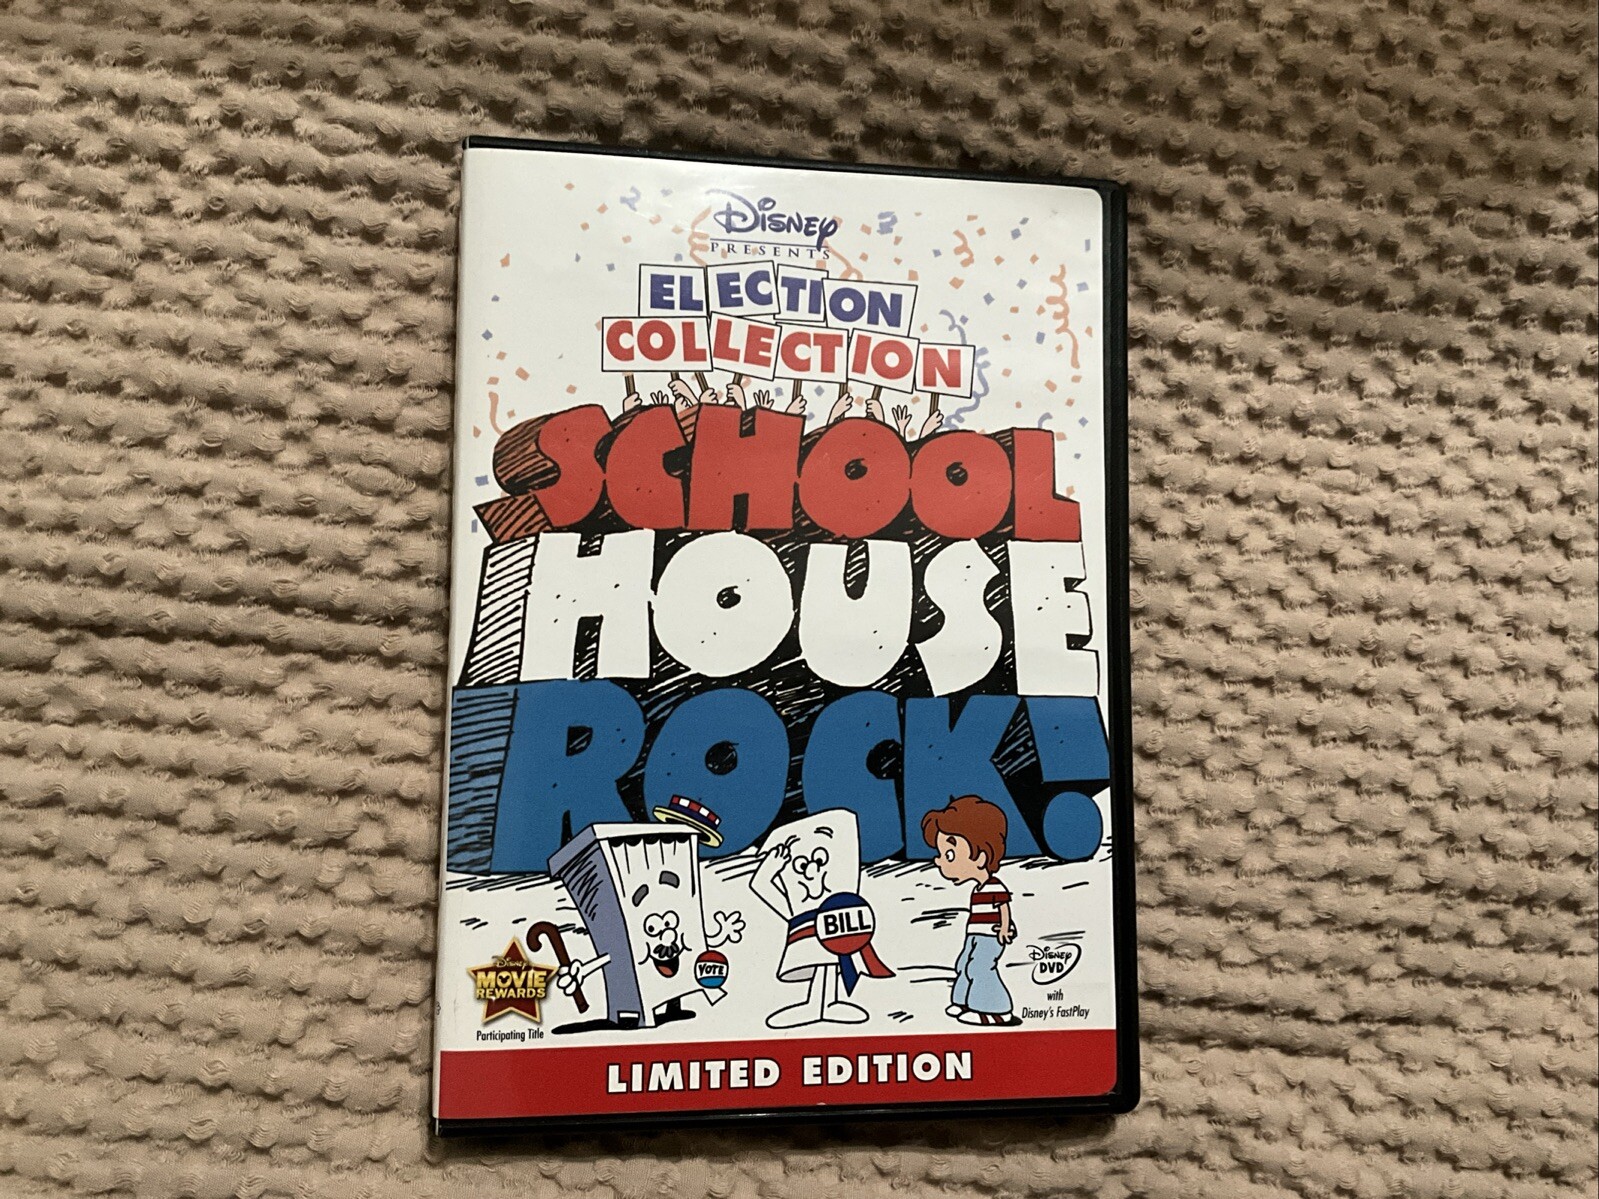 Disney
PRESENTS
ELECTION
COLLECTION
SCHOOL
HOUSE
ROCK!
BILL
VOTE
Disney
MOVIE
REWARDS
Participating Title
Disney
DVD
with
Disney's FastPlay
LIMITED EDITION